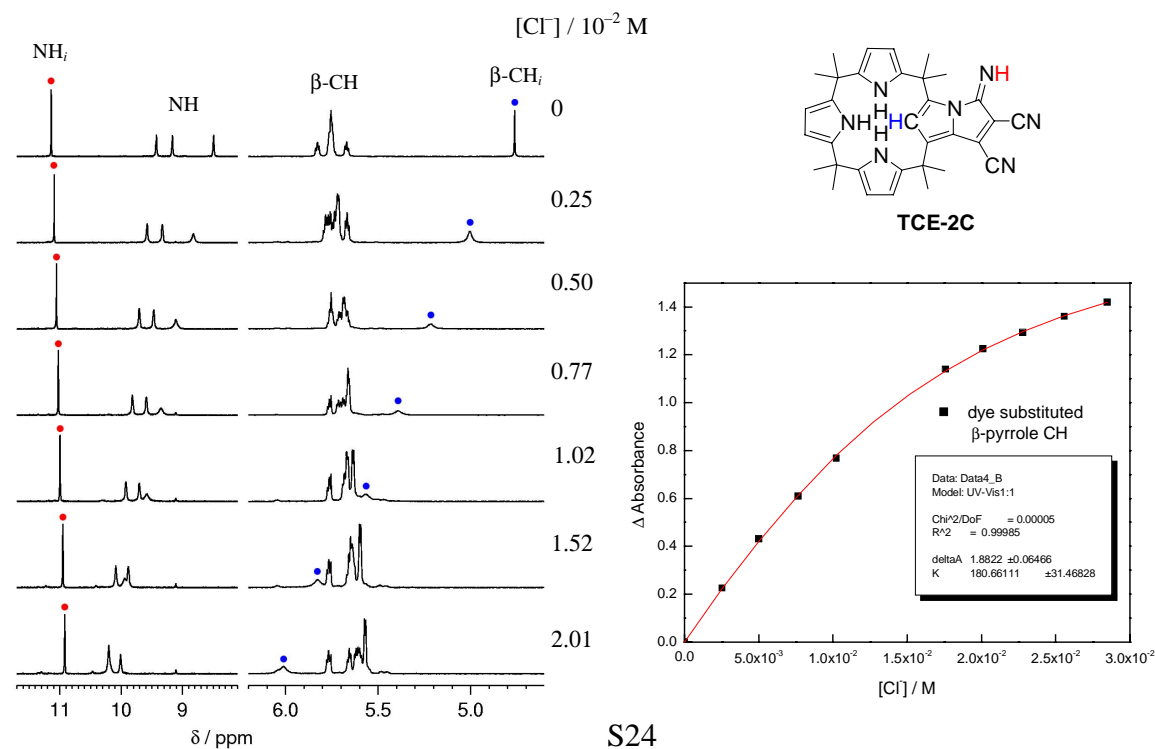 [Cl⁻] / 10⁻² M
NHᵢ
NH
β-CH
β-CHᵢ
0
0.25
0.50
0.77
1.02
1.52
2.01
11
10
9
6.0
5.5
5.0
δ / ppm
NH
N
N
H
NH
HC
H
N
CN
CN
TCE-2C
1.4
1.2
1.0
0.8
0.6
0.4
0.2
0.0
Δ Absorbance
dye substituted
β-pyrrole CH
Data: Data4_B
Model: UV-Vis1:1
Chi^2/DoF = 0.00005
R^2 = 0.99985
deltaA 1.8822 ±0.06466
K 180.66111 ±31.46828
0.0 5.0x10⁻³ 1.0x10⁻² 1.5x10⁻² 2.0x10⁻² 2.5x10⁻² 3.0x10⁻²
[Cl⁻] / M
S24